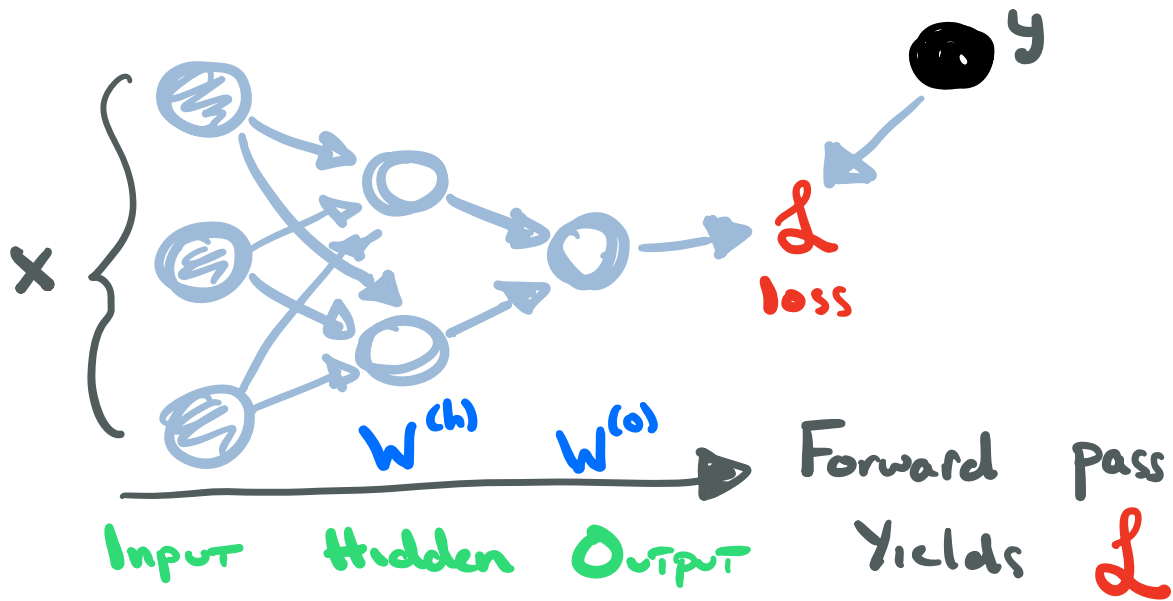 y
x
ℒ
loss
W^(h) W^(o)
Forward pass
Yields ℒ
Input Hidden Output